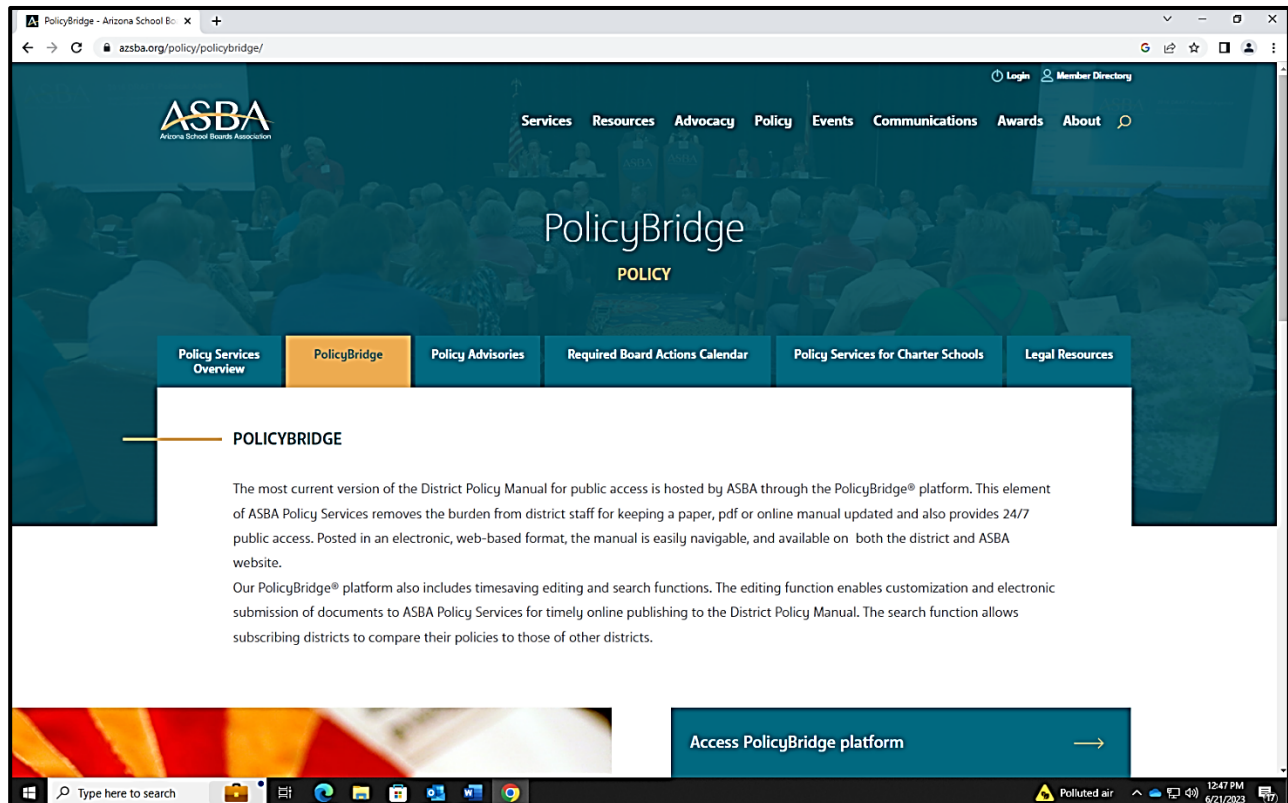 PolicyBridge - Arizona School Bo
azsba.org/policy/policybridge/
Login Member Directory
ASBA
Arizona School Boards Association
Services Resources Advocacy Policy Events Communications Awards About
PolicyBridge
POLICY
Policy Services Overview
PolicyBridge
Policy Advisories
Required Board Actions Calendar
Policy Services for Charter Schools
Legal Resources
POLICYBRIDGE
The most current version of the District Policy Manual for public access is hosted by ASBA through the PolicyBridge® platform. This element
of ASBA Policy Services removes the burden from district staff for keeping a paper, pdf or online manual updated and also provides 24/7
public access. Posted in an electronic, web-based format, the manual is easily navigable, and available on both the district and ASBA
website.
Our PolicyBridge® platform also includes timesaving editing and search functions. The editing function enables customization and electronic
submission of documents to ASBA Policy Services for timely online publishing to the District Policy Manual. The search function allows
subscribing districts to compare their policies to those of other districts.
Access PolicyBridge platform
Type here to search
Polluted air
12:47 PM
6/21/2023